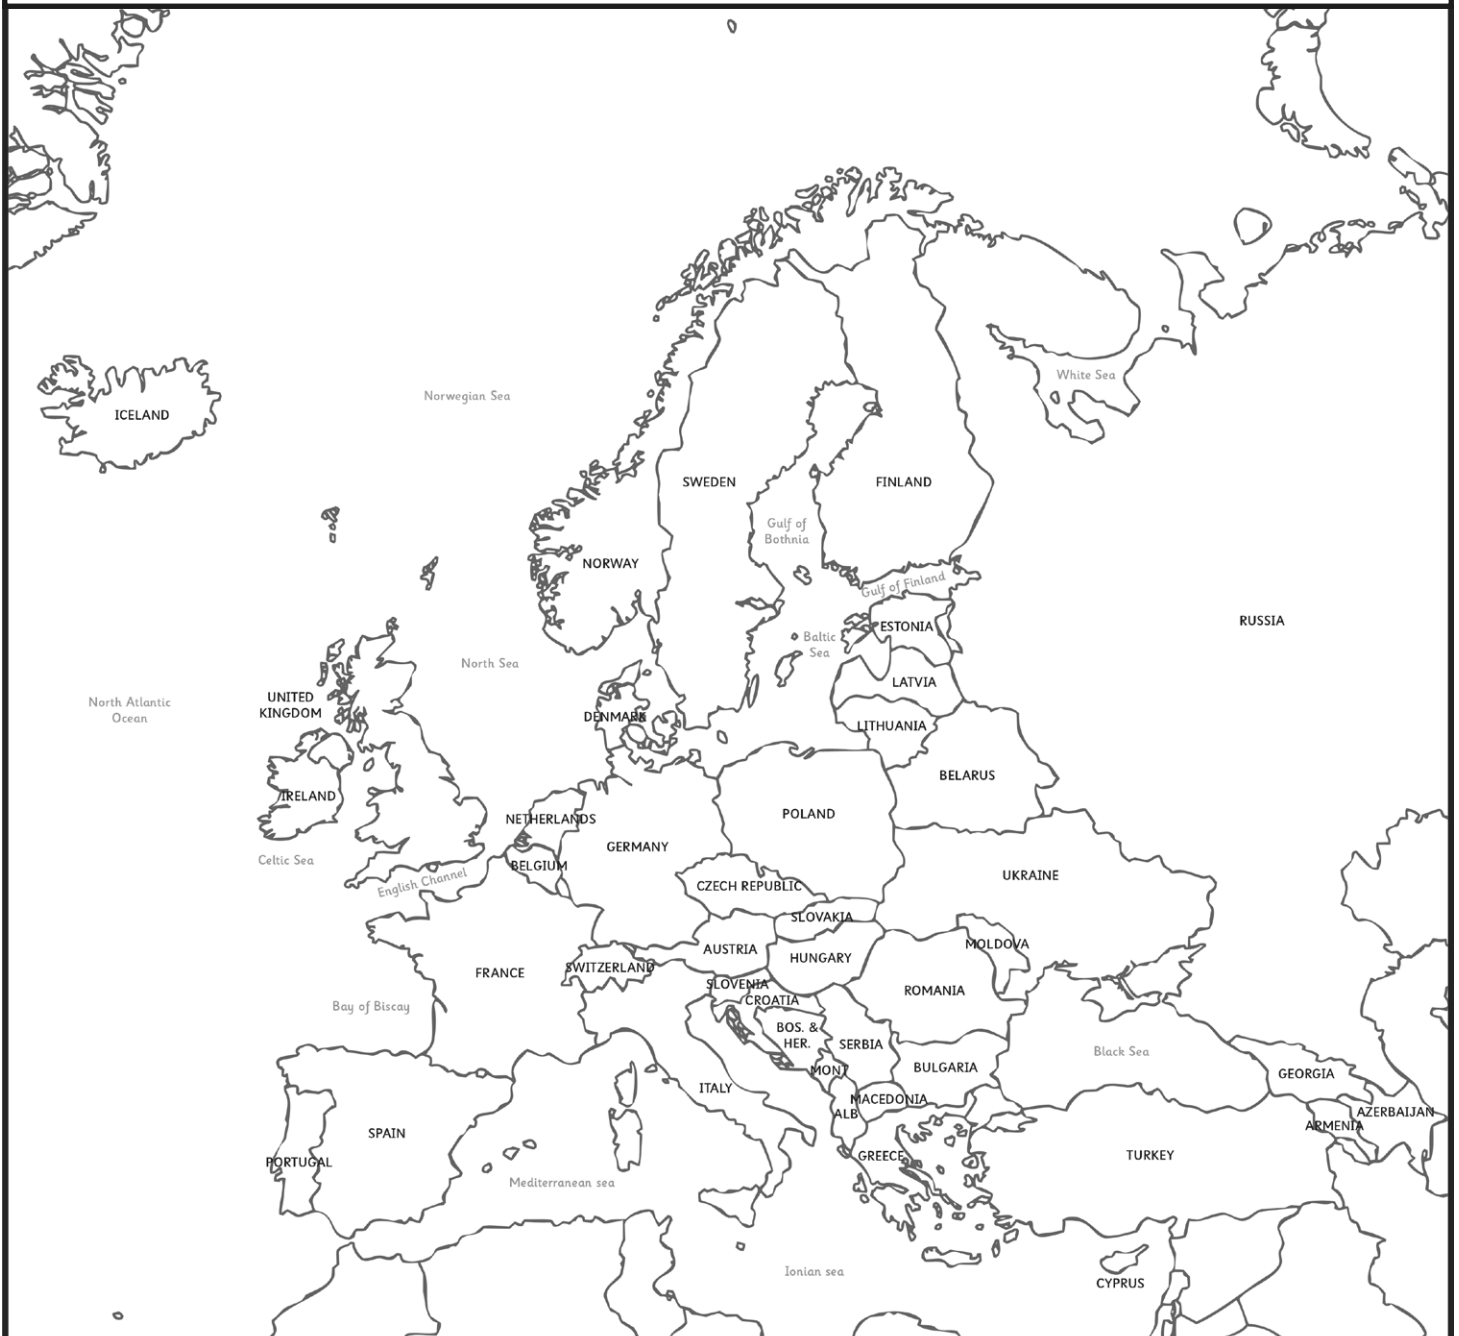 ICELAND
Norwegian Sea
White Sea
SWEDEN
FINLAND
Gulf of
Bothnia
NORWAY
Gulf of Finland
RUSSIA
ESTONIA
Baltic
Sea
North Sea
LATVIA
UNITED
KINGDOM
North Atlantic
Ocean
DENMARK
LITHUANIA
BELARUS
IRELAND
POLAND
NETHERLANDS
GERMANY
Celtic Sea
BELGIUM
English Channel
UKRAINE
CZECH REPUBLIC
SLOVAKIA
MOLDOVA
AUSTRIA
HUNGARY
SWITZERLAND
FRANCE
SLOVENIA
ROMANIA
CROATIA
Bay of Biscay
BOS. &
HER.
SERBIA
Black Sea
BULGARIA
MONT
GEORGIA
ITALY
MACEDONIA
ALB
AZERBAIJAN
ARMENIA
SPAIN
GREECE
TURKEY
PORTUGAL
Mediterranean sea
Ionian sea
CYPRUS